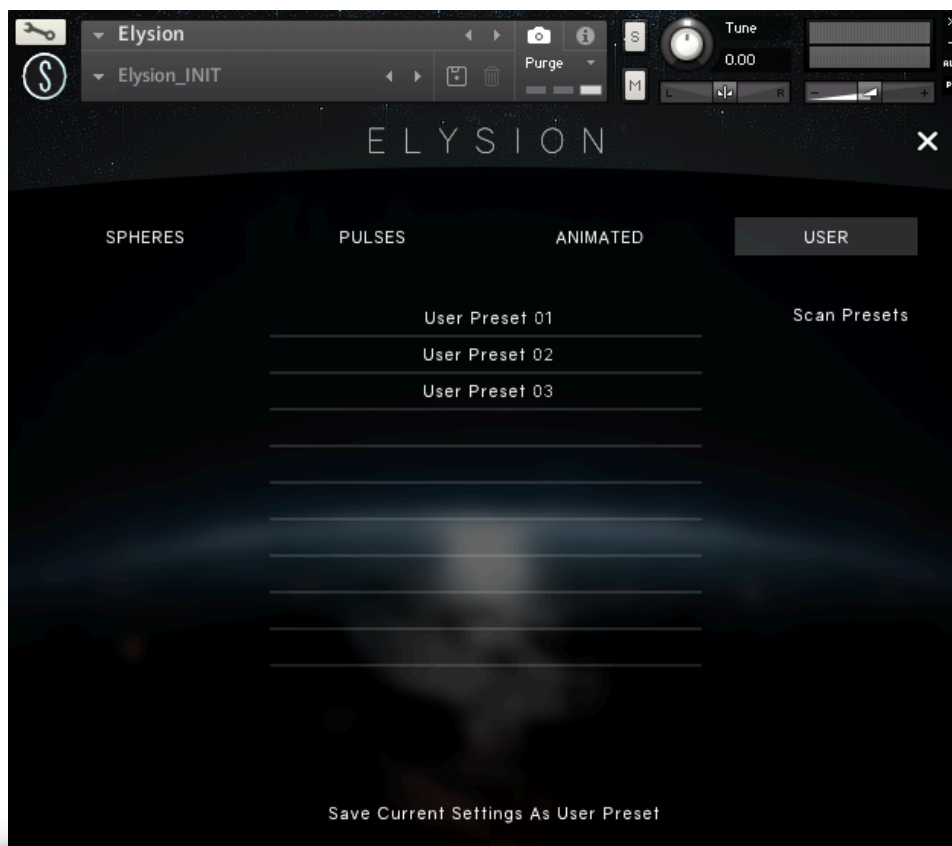 Elysion
S
Tune
Elysion_INIT
Purge
0.00
M
L
R
ELYSION
SPHERES
PULSES
ANIMATED
USER
User Preset 01
Scan Presets
User Preset 02
User Preset 03
Save Current Settings As User Preset